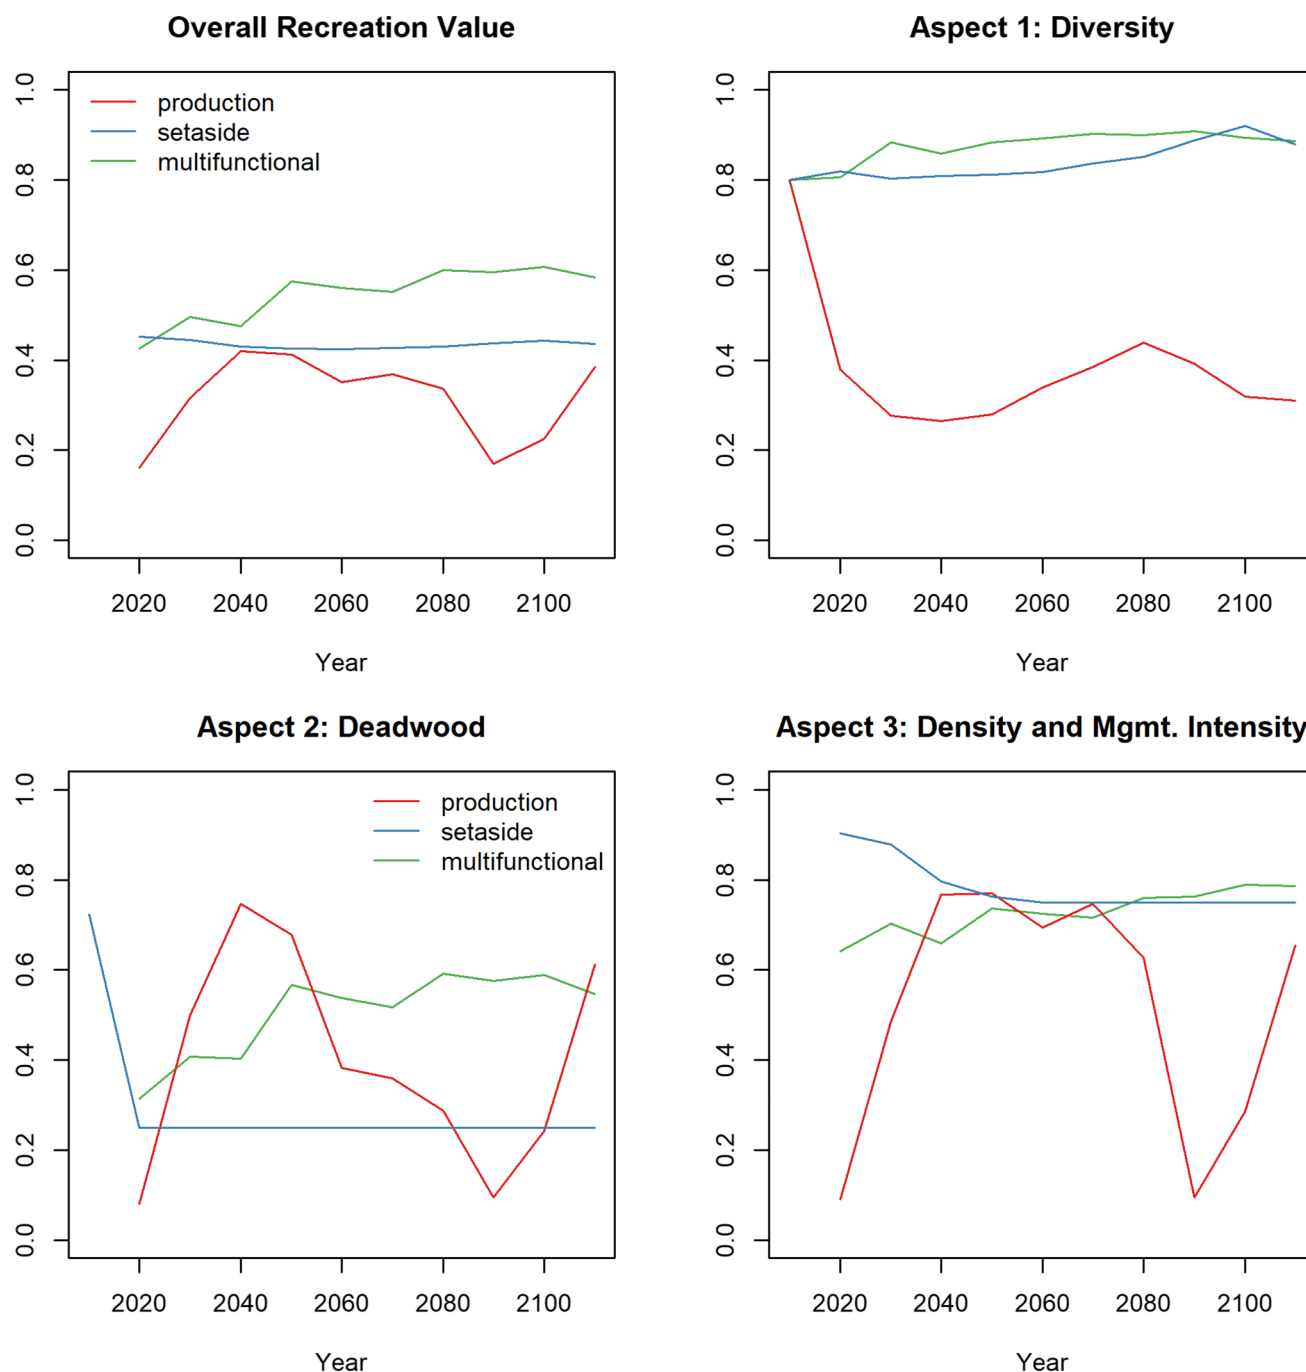 Overall Recreation Value
1.0
0.8
0.6
0.4
0.2
0.0
production
setaside
multifunctional
2020 2040 2060 2080 2100
Year
Aspect 1: Diversity
1.0
0.8
0.6
0.4
0.2
0.0
2020 2040 2060 2080 2100
Year
Aspect 2: Deadwood
1.0
0.8
0.6
0.4
0.2
0.0
production
setaside
multifunctional
2020 2040 2060 2080 2100
Year
Aspect 3: Density and Mgmt. Intensity
1.0
0.8
0.6
0.4
0.2
0.0
2020 2040 2060 2080 2100
Year